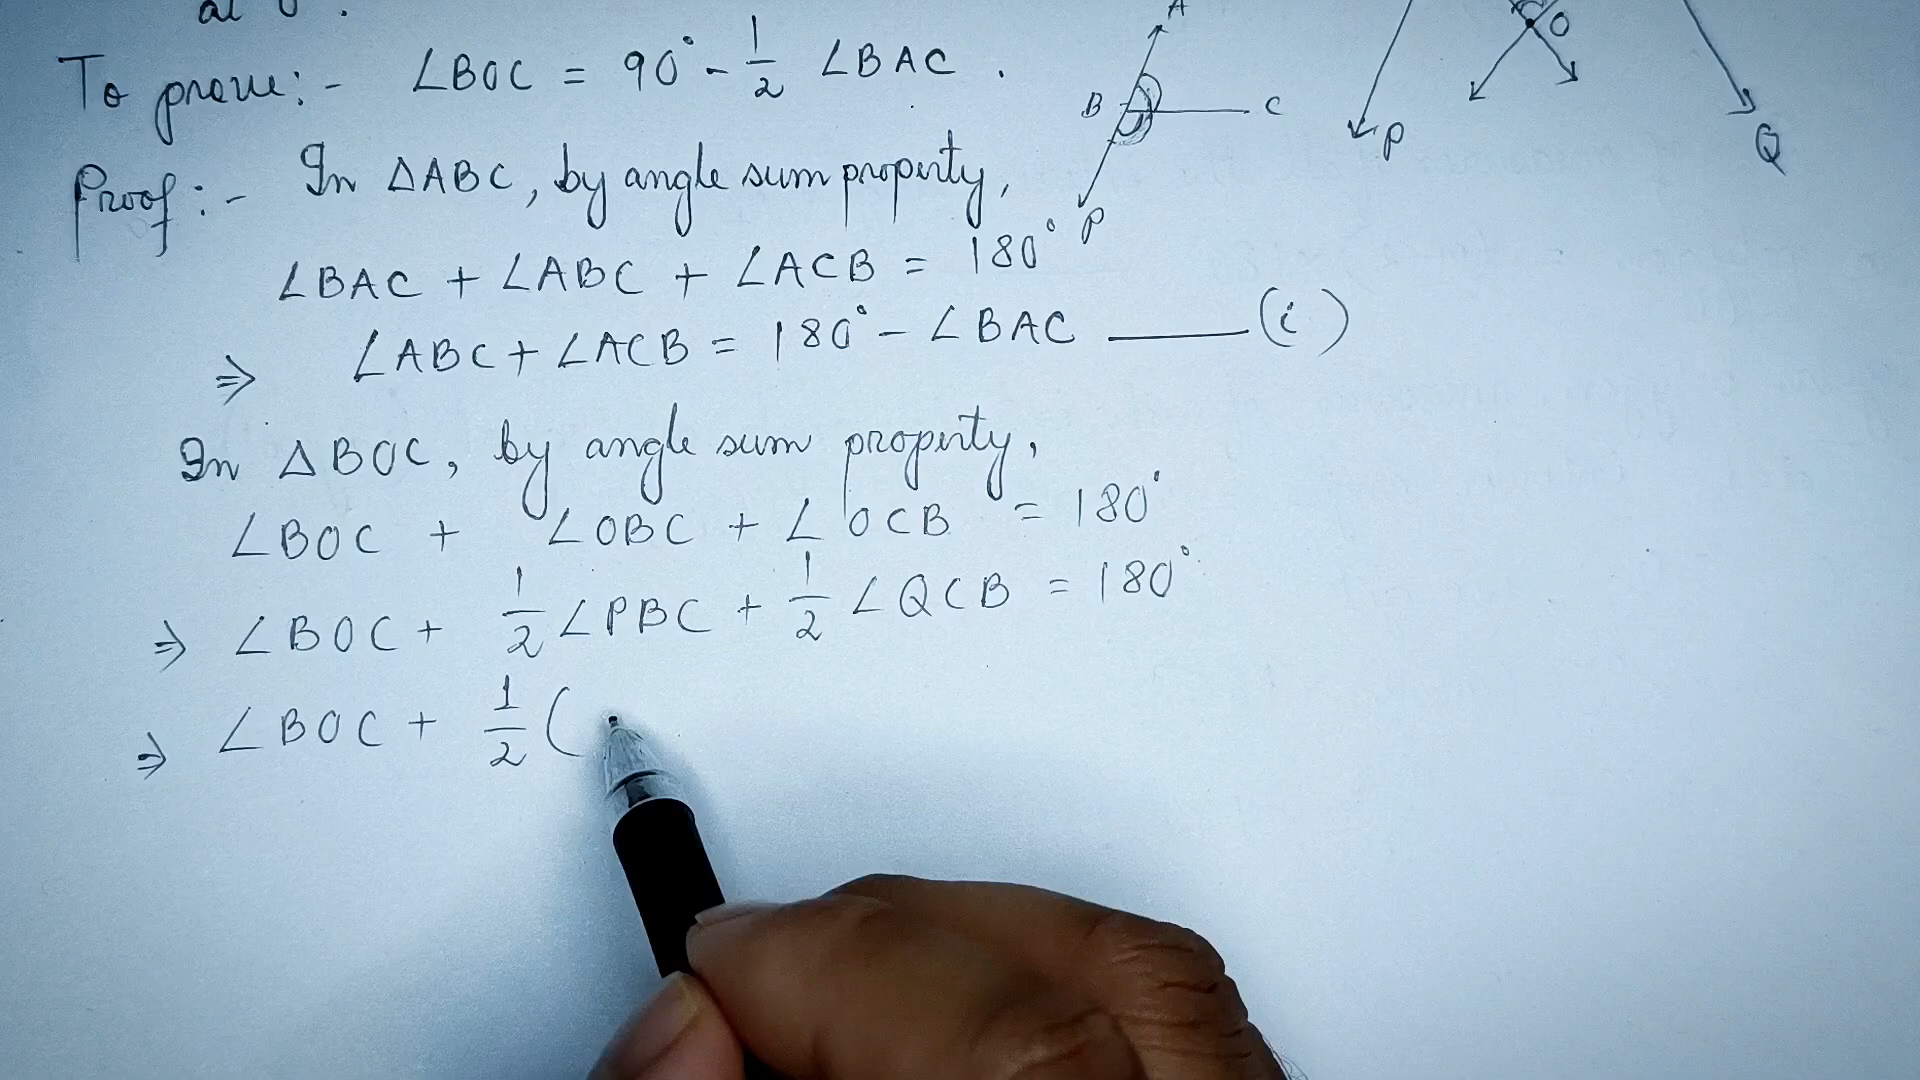 at O.
To prove:- ∠BOC = 90° - 1/2 ∠BAC.
Proof:- In ΔABC, by angle sum property,
∠BAC + ∠ABC + ∠ACB = 180°
⇒ ∠ABC + ∠ACB = 180° - ∠BAC —— (i)
In ΔBOC, by angle sum property,
∠BOC + ∠OBC + ∠OCB = 180°
⇒ ∠BOC + 1/2 ∠PBC + 1/2 ∠QCB = 180°
⇒ ∠BOC + 1/2 (
A
B
C
P
O
P
Q